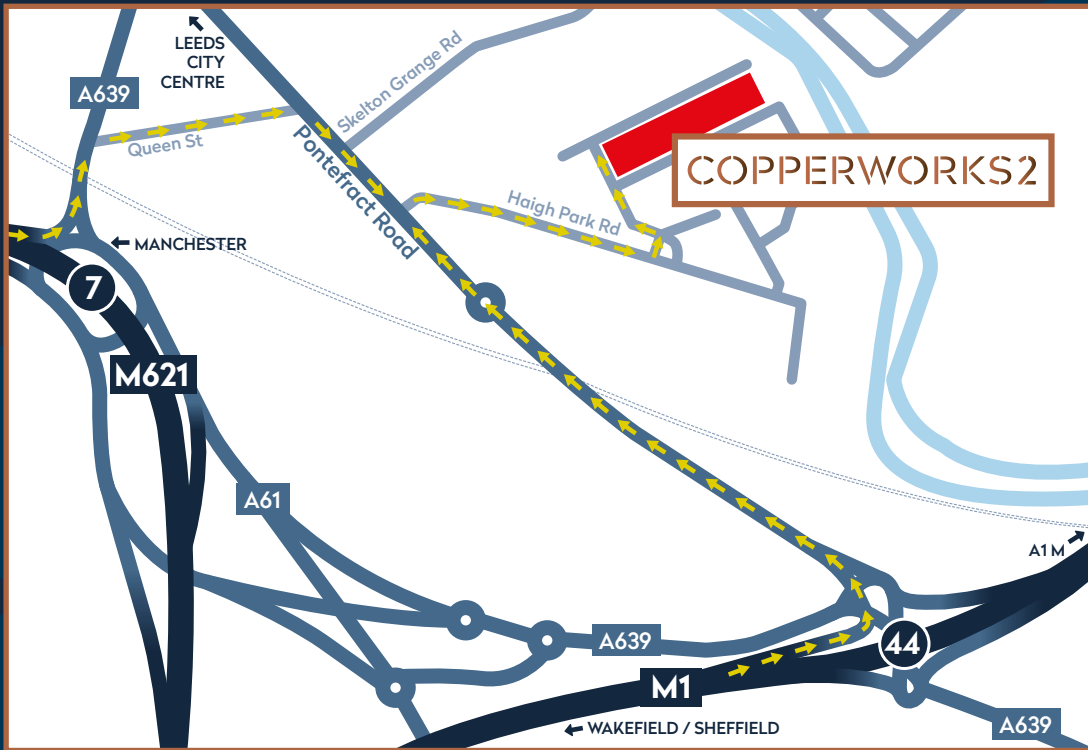 LEEDS
CITY
CENTRE
A639
Skelton Grange Rd
Queen St
Pontefract Road
COPPERWORKS2
Haigh Park Rd
MANCHESTER
7
M621
A61
A1 M
A639
44
M1
WAKEFIELD / SHEFFIELD
A639